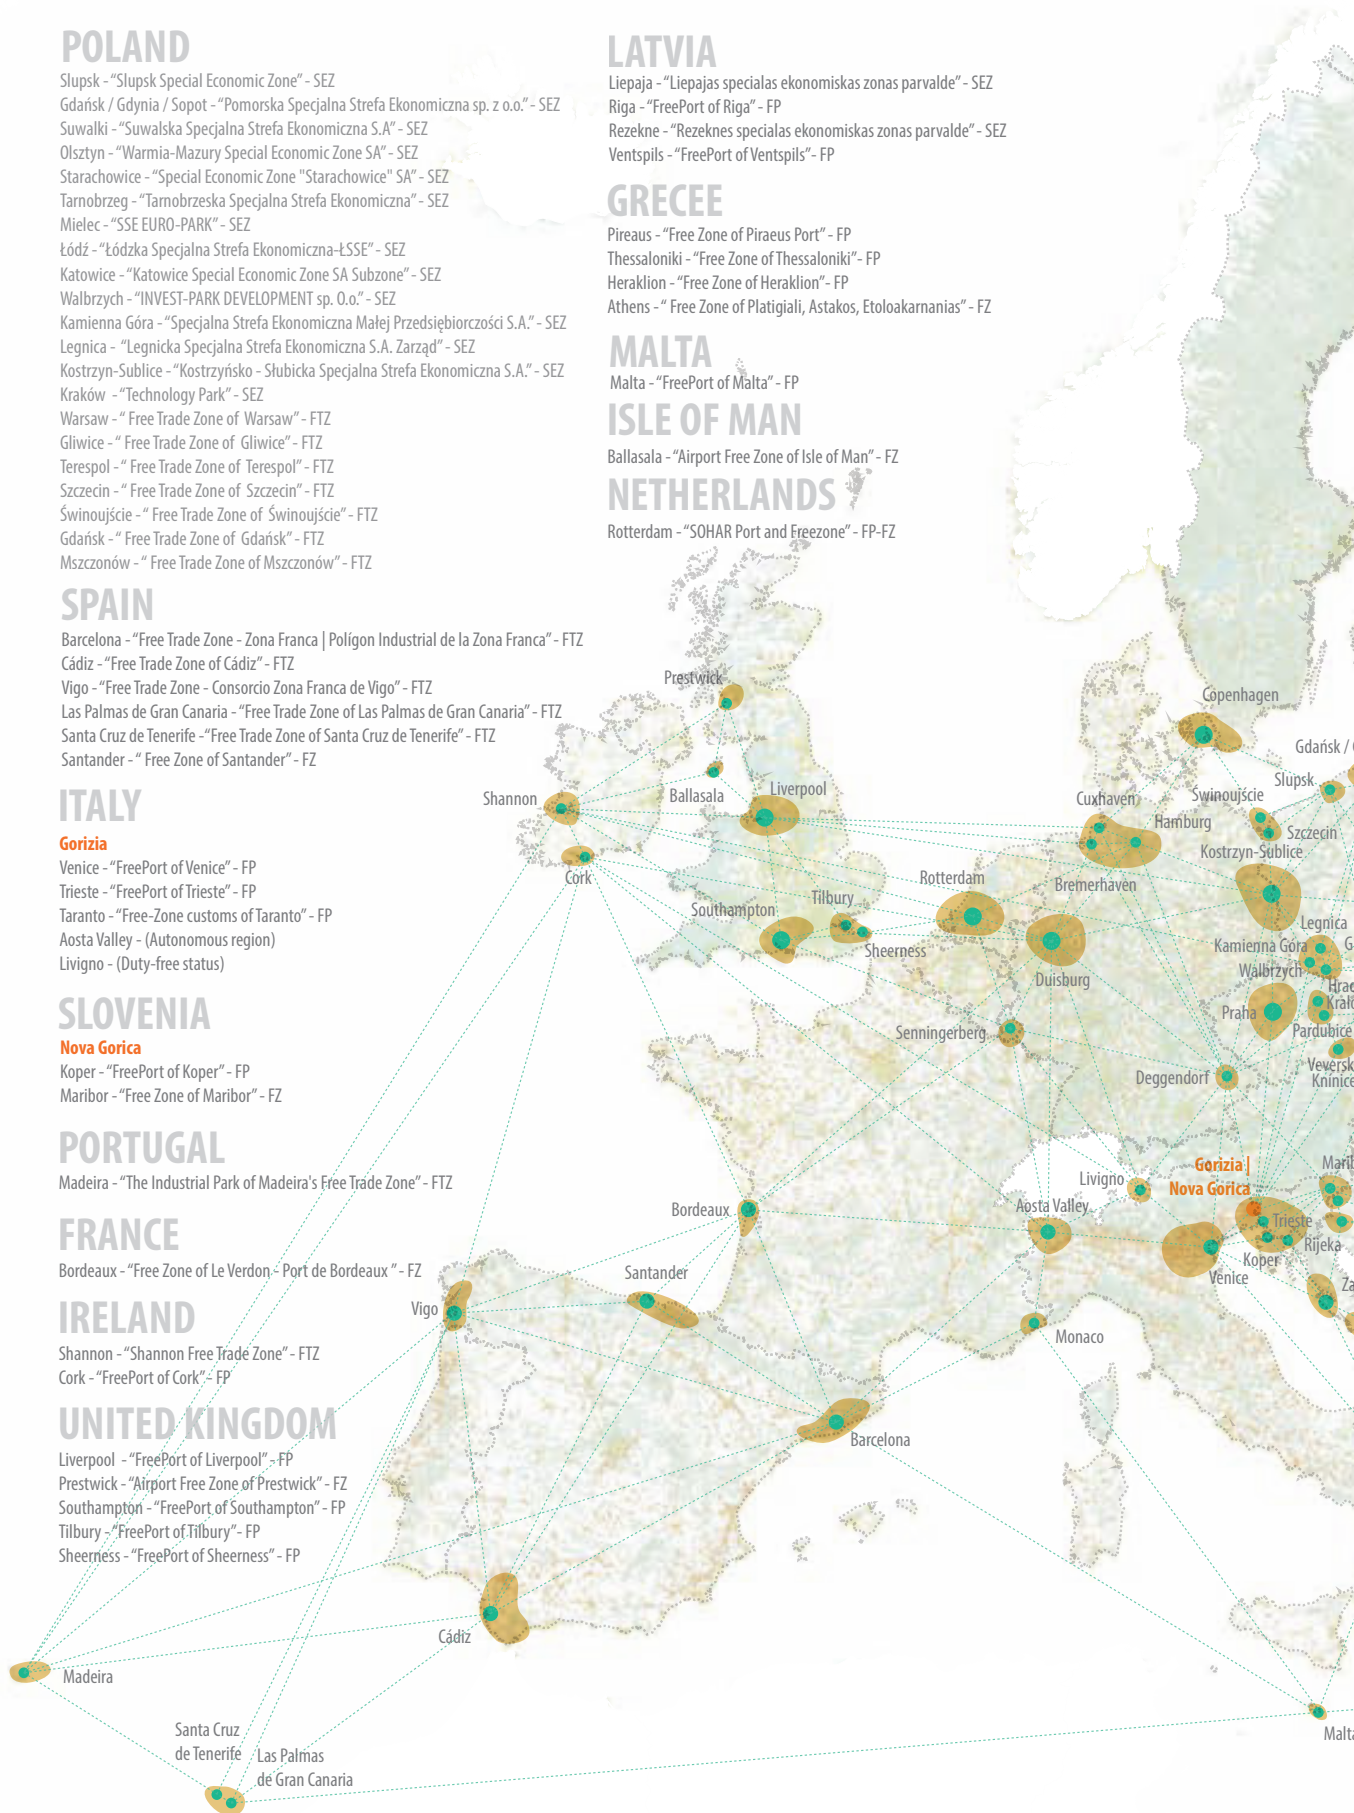 POLAND
Slupsk - “Slupsk Special Economic Zone” - SEZ
Gdańsk / Gdynia / Sopot - “Pomorska Specjalna Strefa Ekonomiczna sp. z o.o.” - SEZ
Suwalki - “Suwalska Specjalna Strefa Ekonomiczna S.A” - SEZ
Olsztyn - “Warmia-Mazury Special Economic Zone SA” - SEZ
Starachowice - “Special Economic Zone "Starachowice" SA” - SEZ
Tarnobrzeg - “Tarnobrzeska Specjalna Strefa Ekonomiczna” - SEZ
Mielec - “SSE EURO-PARK” - SEZ
Łódź - “Łódzka Specjalna Strefa Ekonomiczna-ŁSSE” - SEZ
Katowice - “Katowice Special Economic Zone SA Subzone” - SEZ
Walbrzych - “INVEST-PARK DEVELOPMENT sp. O.o.” - SEZ
Kamienna Góra - “Specjalna Strefa Ekonomiczna Małej Przedsiębiorczości S.A.” - SEZ
Legnica - “Legnicka Specjalna Strefa Ekonomiczna S.A. Zarząd” - SEZ
Kostrzyn-Sublice - “Kostrzyńsko - Słubicka Specjalna Strefa Ekonomiczna S.A.” - SEZ
Kraków - “Technology Park” - SEZ
Warsaw - “ Free Trade Zone of Warsaw” - FTZ
Gliwice - “ Free Trade Zone of Gliwice” - FTZ
Terespol - “ Free Trade Zone of Terespol” - FTZ
Szczecin - “ Free Trade Zone of Szczecin” - FTZ
Świnoujście - “ Free Trade Zone of Świnoujście” - FTZ
Gdańsk - “ Free Trade Zone of Gdańsk” - FTZ
Mszczonów - “ Free Trade Zone of Mszczonów” - FTZ
SPAIN
Barcelona - “Free Trade Zone - Zona Franca | Polígon Industrial de la Zona Franca” - FTZ
Cádiz - “Free Trade Zone of Cádiz” - FTZ
Vigo - “Free Trade Zone - Consorcio Zona Franca de Vigo” - FTZ
Las Palmas de Gran Canaria - “Free Trade Zone of Las Palmas de Gran Canaria” - FTZ
Santa Cruz de Tenerife -“Free Trade Zone of Santa Cruz de Tenerife” - FTZ
Santander - “ Free Zone of Santander” - FZ
ITALY
Gorizia
Venice - “FreePort of Venice” - FP
Trieste - “FreePort of Trieste” - FP
Taranto - “Free-Zone customs of Taranto” - FP
Aosta Valley - (Autonomous region)
Livigno - (Duty-free status)
SLOVENIA
Nova Gorica
Koper - “FreePort of Koper” - FP
Maribor - “Free Zone of Maribor” - FZ
PORTUGAL
Madeira - “The Industrial Park of Madeira's Free Trade Zone” - FTZ
FRANCE
Bordeaux - “Free Zone of Le Verdon - Port de Bordeaux ” - FZ
IRELAND
Shannon - “Shannon Free Trade Zone” - FTZ
Cork - “FreePort of Cork” - FP
UNITED KINGDOM
Liverpool - “FreePort of Liverpool” - FP
Prestwick - “Airport Free Zone of Prestwick” - FZ
Southampton - “FreePort of Southampton” - FP
Tilbury - “FreePort of Tilbury”- FP
Sheerness - “FreePort of Sheerness” - FP
LATVIA
Liepaja - “Liepajas specialas ekonomiskas zonas parvalde” - SEZ
Riga - “FreePort of Riga” - FP
Rezekne - “Rezeknes specialas ekonomiskas zonas parvalde” - SEZ
Ventspils - “FreePort of Ventspils”- FP
GRECEE
Pireaus - “Free Zone of Piraeus Port” - FP
Thessaloniki - “Free Zone of Thessaloniki”- FP
Heraklion - “Free Zone of Heraklion”- FP
Athens - “ Free Zone of Platigiali, Astakos, Etoloakarnanias” - FZ
MALTA
Malta - “FreePort of Malta” - FP
ISLE OF MAN
Ballasala - “Airport Free Zone of Isle of Man” - FZ
NETHERLANDS
Rotterdam - “SOHAR Port and Freezone” - FP-FZ
Prestwick
Copenhagen
Gdańsk /
Slupsk
Shannon
Ballasala
Liverpool
Cuxhaven
Świnoujście
Hamburg
Szczecin
Kostrzyn-Sublice
Cork
Rotterdam
Bremerhaven
Tilbury
Southampton
Legnica
Sheerness
Kamienna Góra
G
Walbrzych
Duisburg
Hrad
Králo
Praha
Senningerberg
Pardubice
Deggendorf
Veversk
Kninice
Gorizia |
Nova Gorica
Marib
Livigno
Aosta Valley
Bordeaux
Trieste
Rijeka
Koper
Venice
Santander
Za
Vigo
Monaco
Barcelona
Cádiz
Madeira
Santa Cruz
de Tenerife
Las Palmas
de Gran Canaria
Malta